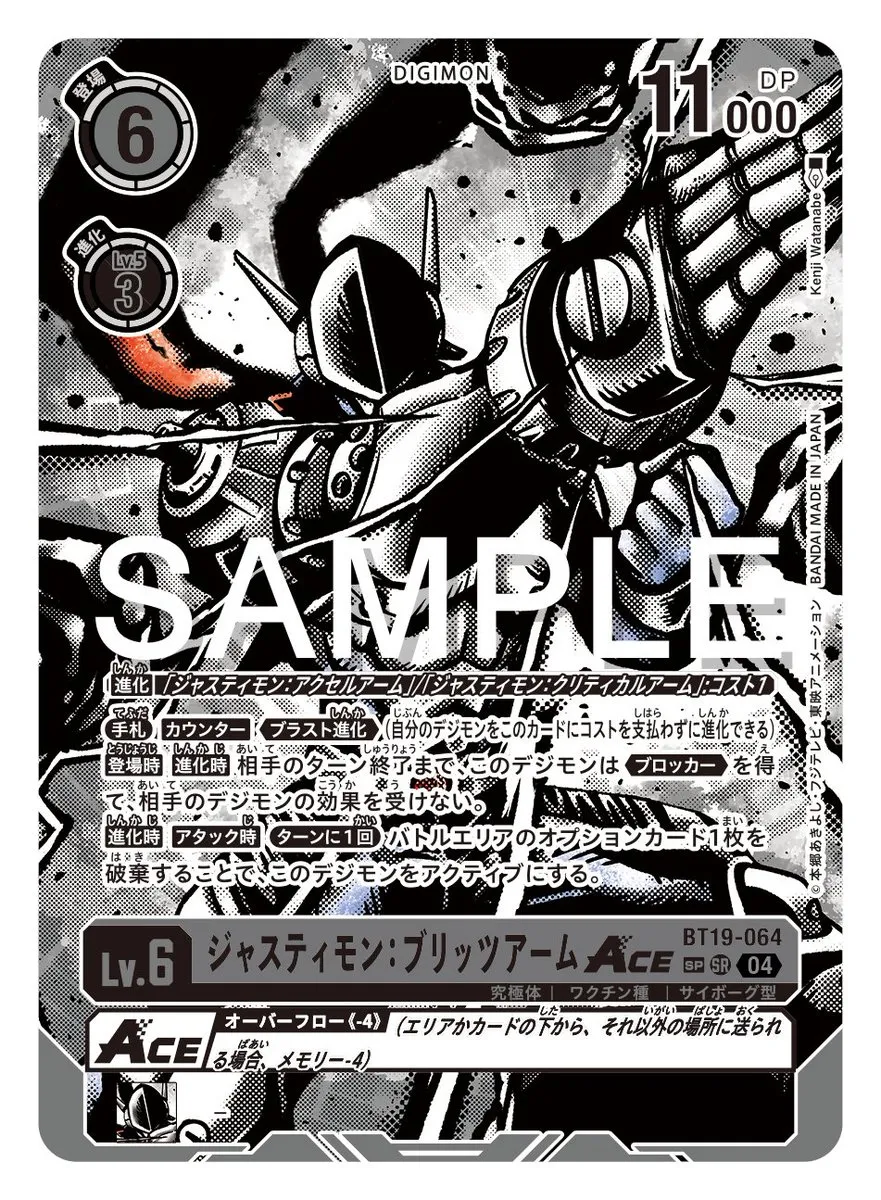 DIGIMON
登場
6
11000
DP
進化
Lv.5
3
Kenji Watanabe
SAMPLE
進化 「ジャスティモン：アクセルアーム」/「ジャスティモン：クリティカルアーム」：コスト1
手札 カウンター ブラスト進化 (自分のデジモンをこのカードにコストを支払わずに進化できる)
登場時 進化時 相手のターン終了まで、このデジモンは ブロッカー を得
て、相手のデジモンの効果を受けない。
進化時 アタック時 ターンに1回 バトルエリアのオプションカード1枚を
破棄することで、このデジモンをアクティブにする。
©本郷あきよし・フジテレビ・東映アニメーション BANDAI MADE IN JAPAN
Lv.6
ジャスティモン：ブリッツアーム ACE
BT19-064
SP SR 04
究極体 | ワクチン種 | サイボーグ型
ACE
オーバーフロー《-4》 (エリアかカードの下から、それ以外の場所に送られ
る場合、メモリー-4)
－